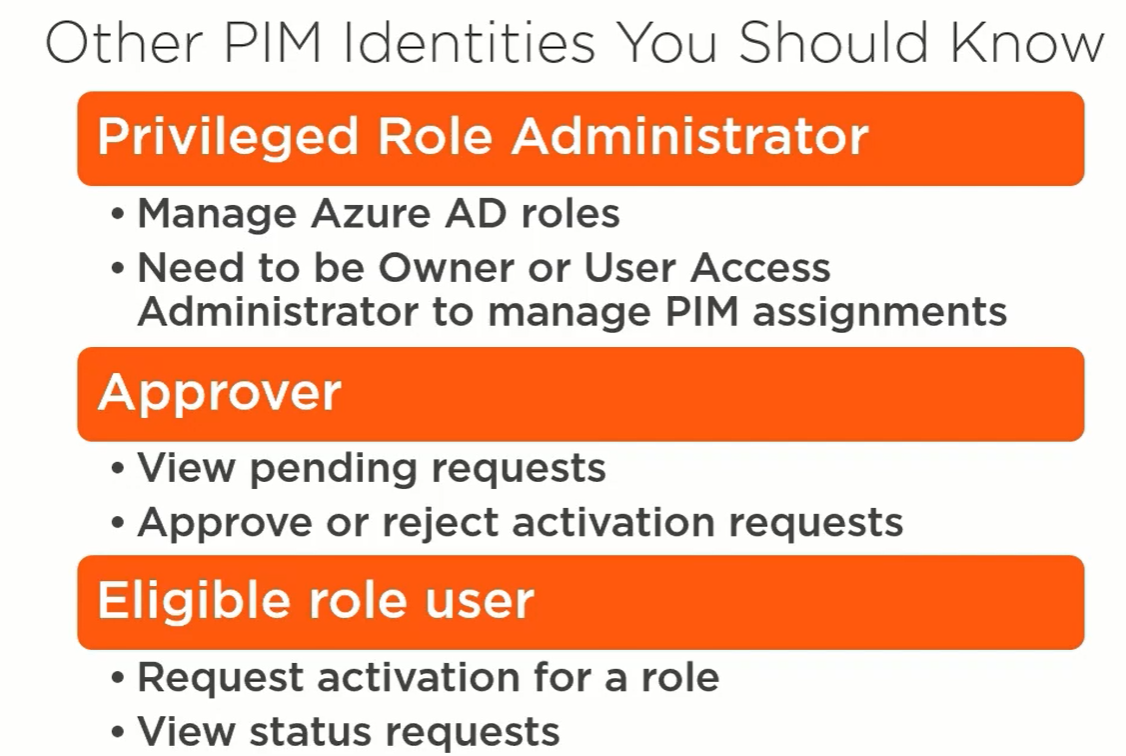 Other PIM Identities You Should Know
Privileged Role Administrator
• Manage Azure AD roles
• Need to be Owner or User Access
Administrator to manage PIM assignments
Approver
• View pending requests
• Approve or reject activation requests
Eligible role user
• Request activation for a role
• View status requests